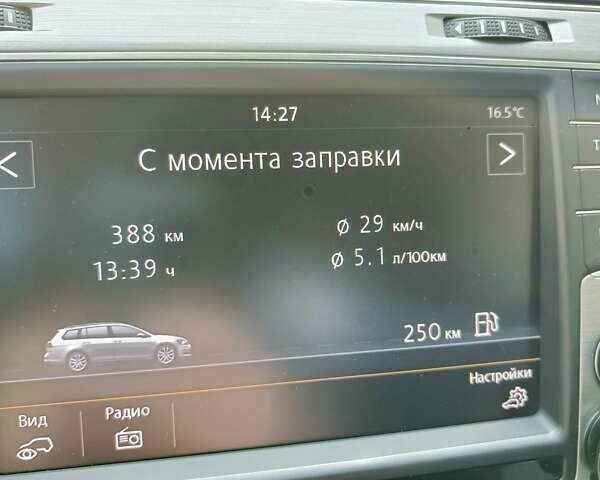 14:27
16.5°C
С момента заправки
388 км
ø 29 км/ч
13:39 ч
ø 5.1 л/100км
250 км
Настройки
Вид
Радио